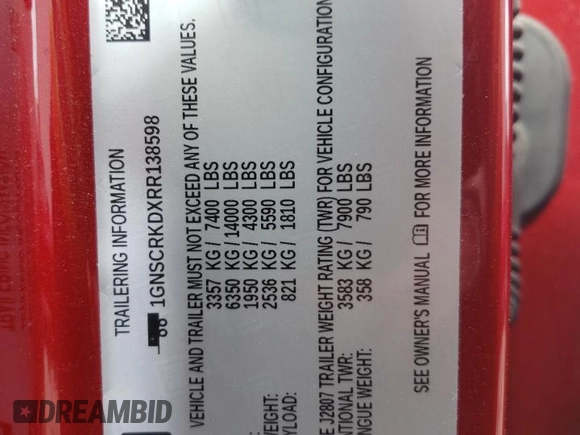 TRAILERING INFORMATION
1GNSCRKDXRR138598
VEHICLE AND TRAILER MUST NOT EXCEED ANY OF THESE VALUES.
3357 KG / 7400 LBS
6350 KG / 14000 LBS
1950 KG / 4300 LBS
WEIGHT: 2536 KG / 5590 LBS
YLOAD: 821 KG / 1810 LBS
E J2807 TRAILER WEIGHT RATING (TWR) FOR VEHICLE CONFIGURATION
TIONAL TWR: 3583 KG / 7900 LBS
NGUE WEIGHT: 358 KG / 790 LBS
SEE OWNER'S MANUAL FOR MORE INFORMATION
DREAMBID